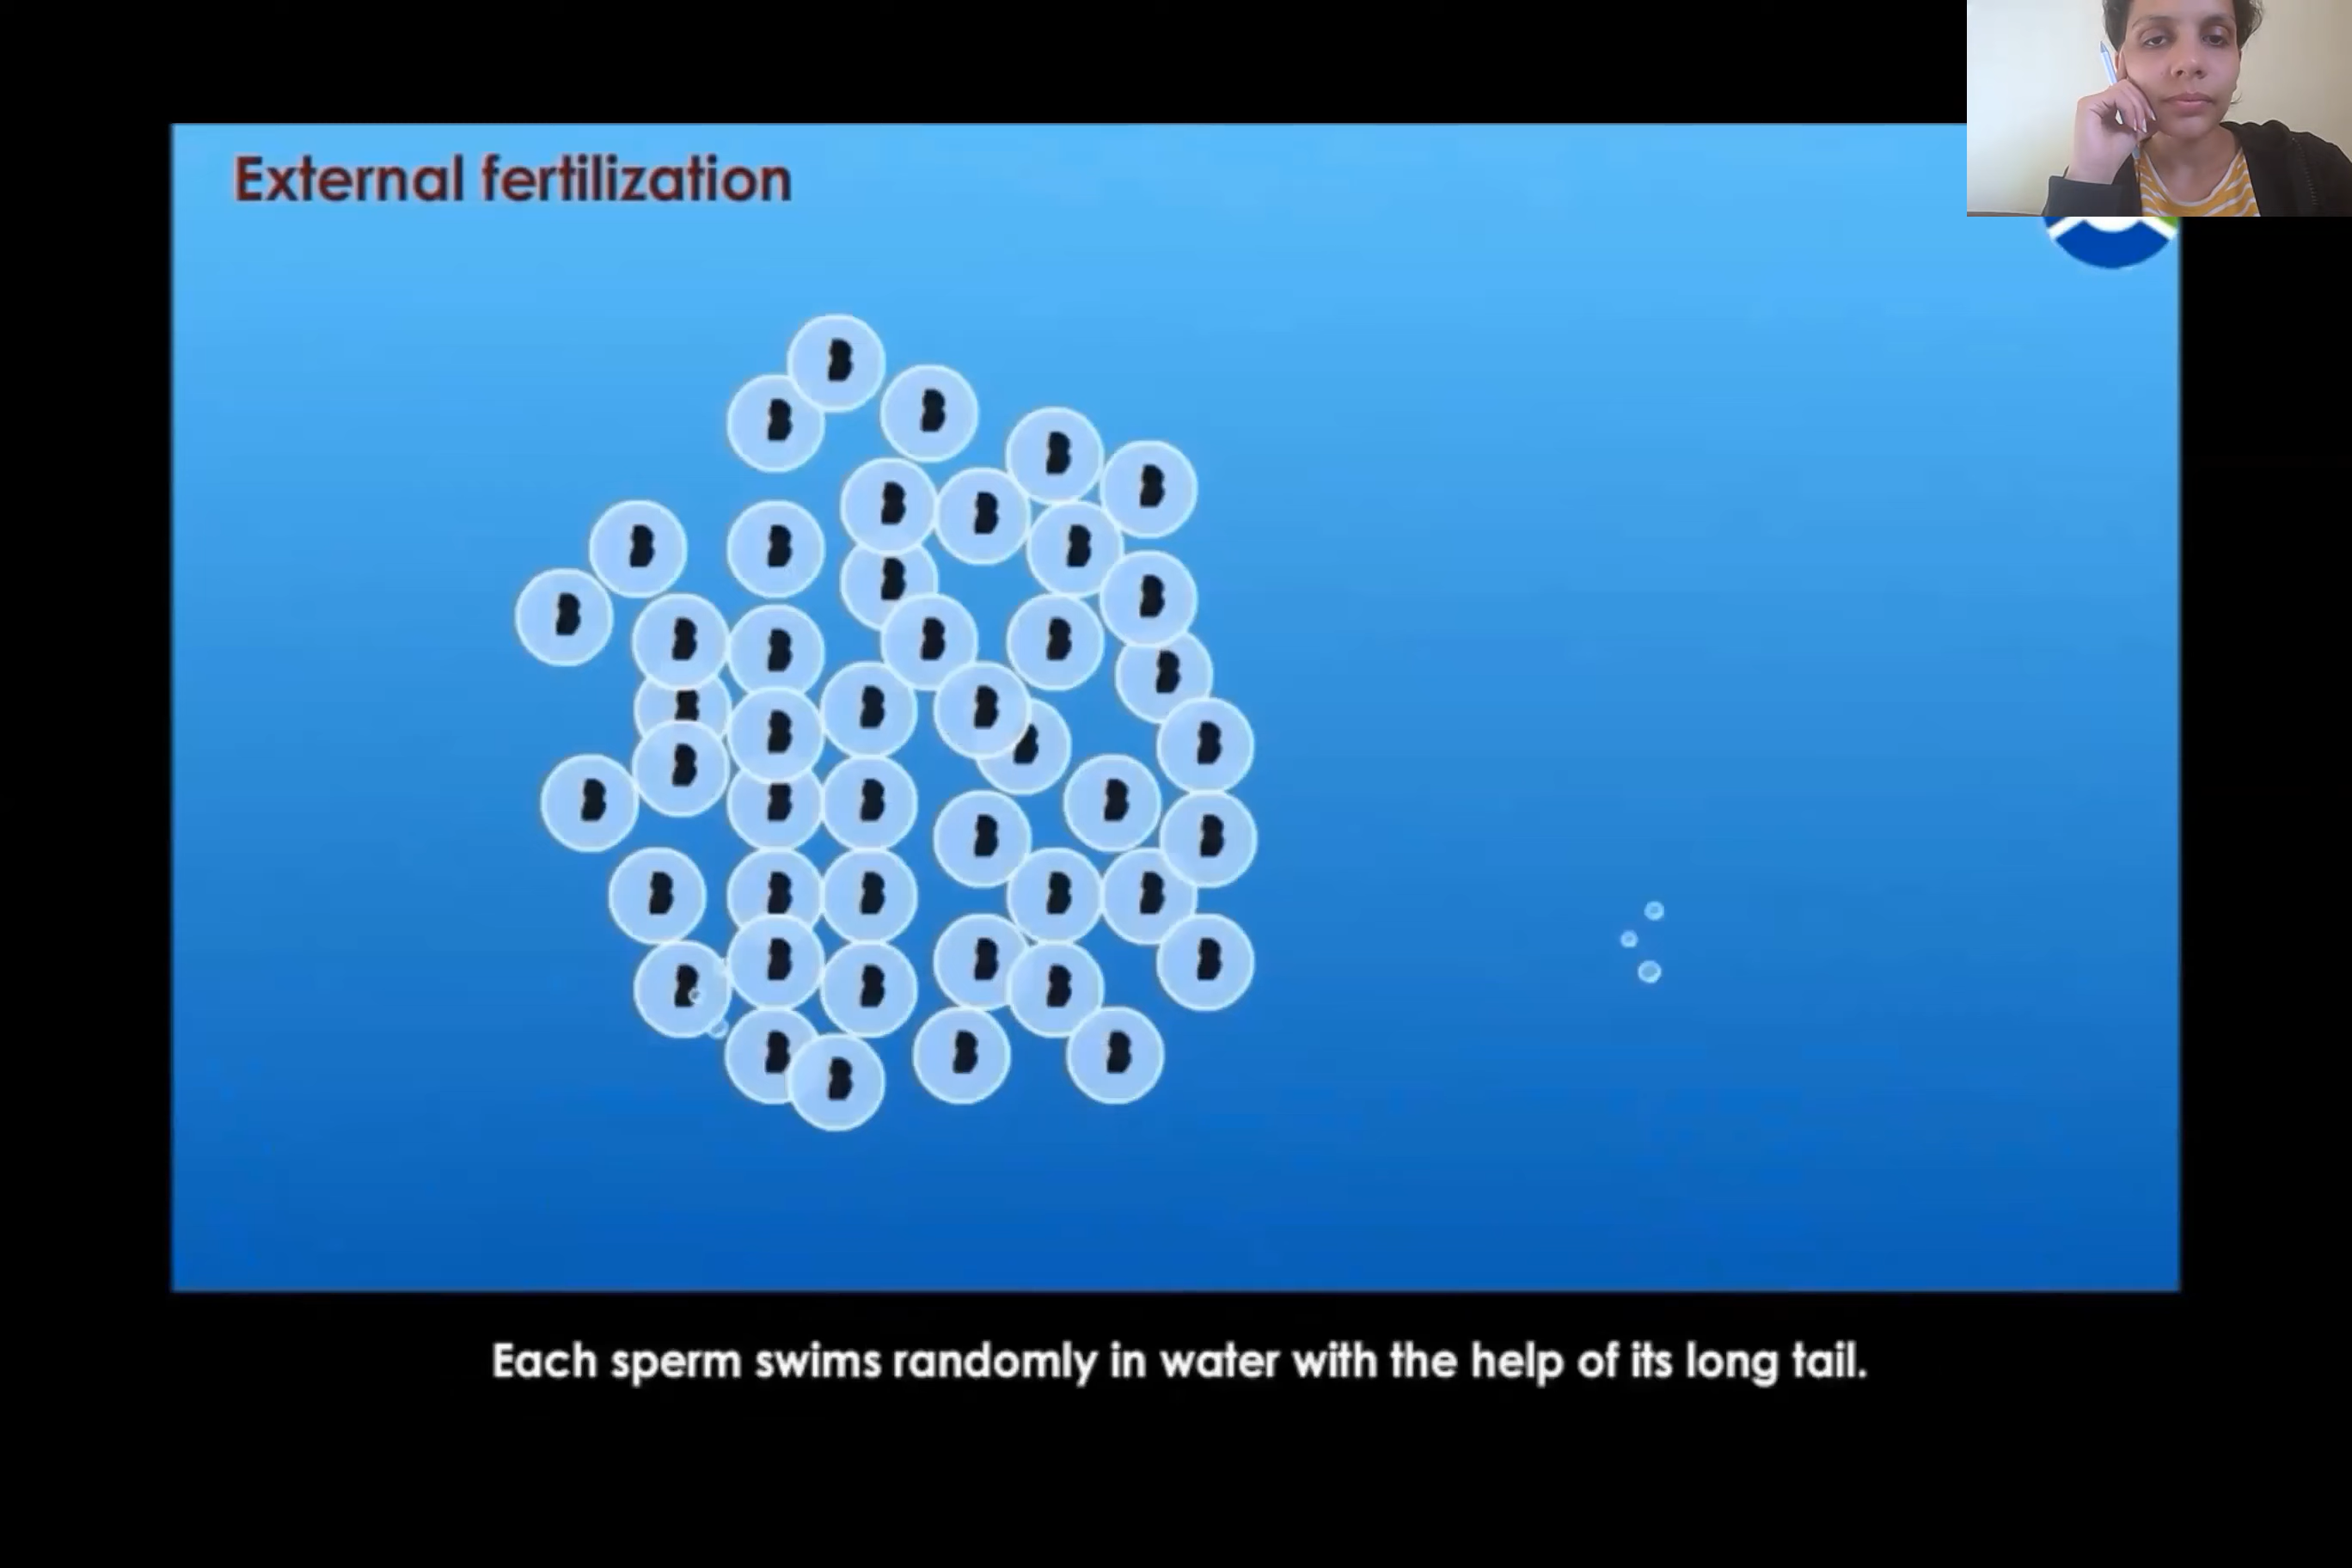 External fertilization
Each sperm swims randomly in water with the help of its long tail.